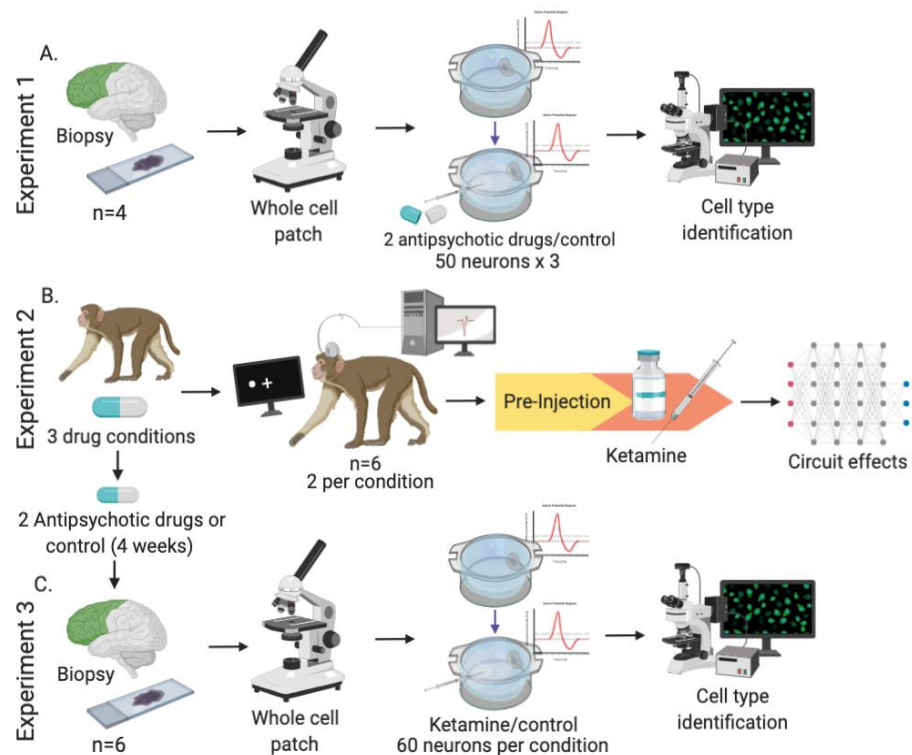 Experiment 1
A.
Biopsy
n=4
Whole cell
patch
2 antipsychotic drugs/control
50 neurons x 3
Cell type
identification
Experiment 2
B.
3 drug conditions
2 Antipsychotic drugs or
control (4 weeks)
n=6
2 per condition
Pre-Injection
Ketamine
Circuit effects
Experiment 3
C.
Biopsy
n=6
Whole cell
patch
Ketamine/control
60 neurons per condition
Cell type
identification